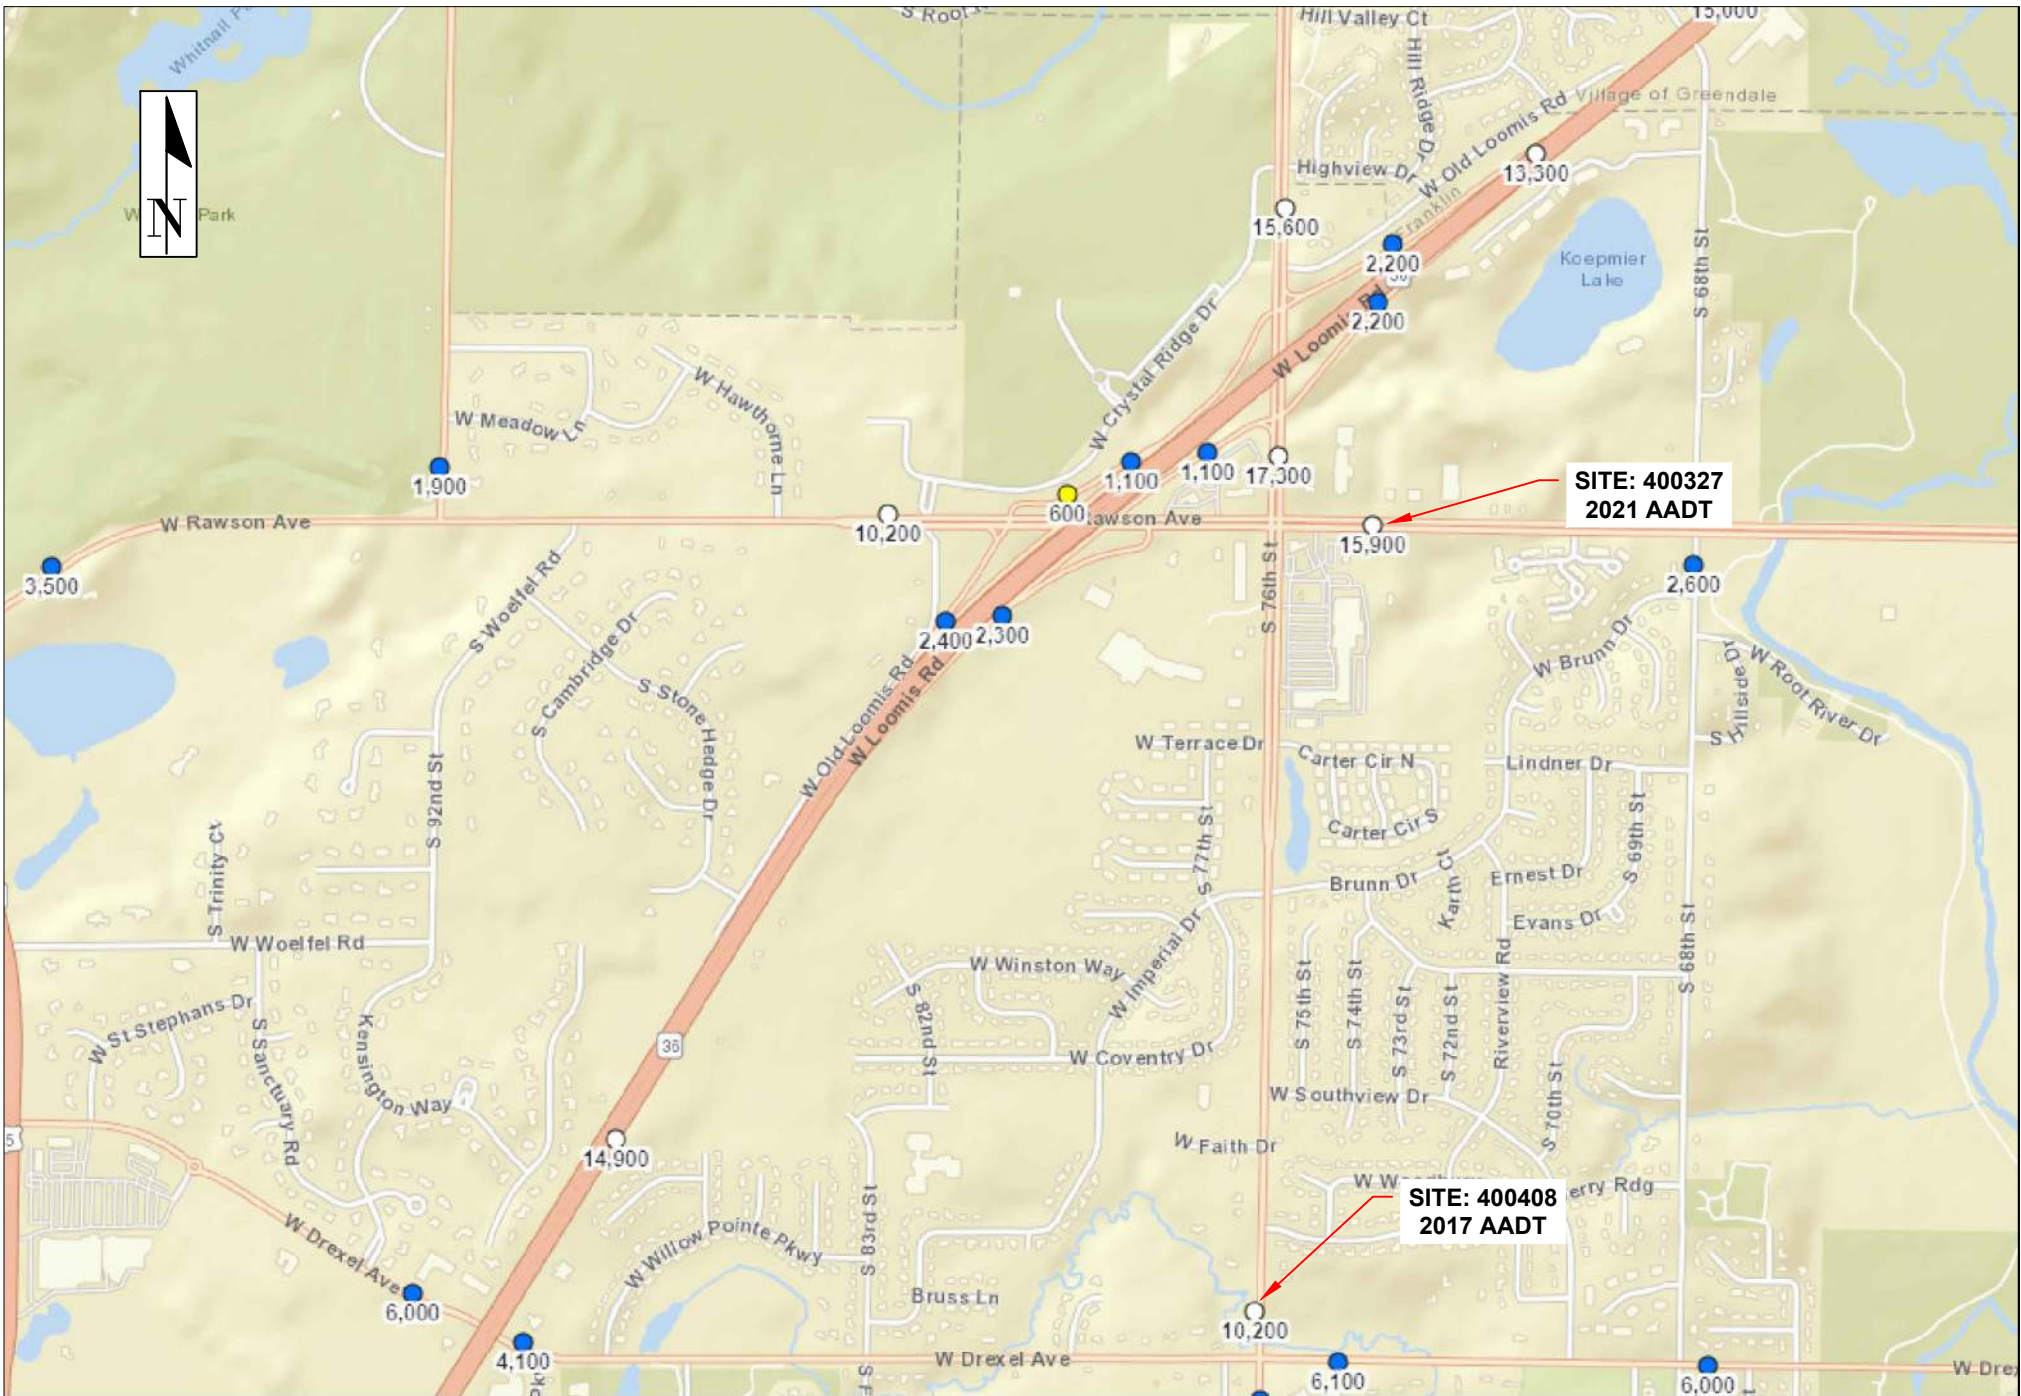 S Root
Hill Valley Ct
15,000
Whitnall
Hill Ridge Dr
W Old Loomis Rd
Village of Greendale
13,300
Highview Dr
Franklin
Park
N
15,600
2,200
Koepmier
Lake
S 68th St
36
2,200
W Loomis Rd
W Crystal Ridge Dr
W Hawthorne Ln
W Meadow Ln
1,900
1,100
1,100
17,300
SITE: 400327
2021 AADT
W Rawson Ave
10,200
600
Rawson Ave
15,900
3,500
2,600
S Woelfel Rd
S Cambridge Dr
S 76th St
2,400
2,300
W Brunn Dr
S Hillside Dr
W Root River Dr
S Stone Hedge Dr
W Old Loomis Rd
W Loomis Rd
W Terrace Dr
Carter Cir N
Lindner Dr
S 92nd St
Carter Cir S
S 77th St
S 69th St
S Trinity Ct
Brunn Dr
Karth Ct
Ernest Dr
Evans Dr
W Woelfel Rd
W Winston Way
W Imperial Dr
S 68th St
W St Stephans Dr
S Sanctuary Rd
Kensington Way
S 82nd St
S 75th St
S 74th St
S 73rd St
S 72nd St
Riverview Rd
36
W Coventry Dr
W Southview Dr
S 70th St
5
14,900
W Faith Dr
SITE: 400408
2017 AADT
erry Rdg
W Willow Pointe Pkwy
S 83rd St
W Drexel Ave
6,000
Bruss Ln
10,200
4,100
W Drexel Ave
6,100
6,000
W Dre